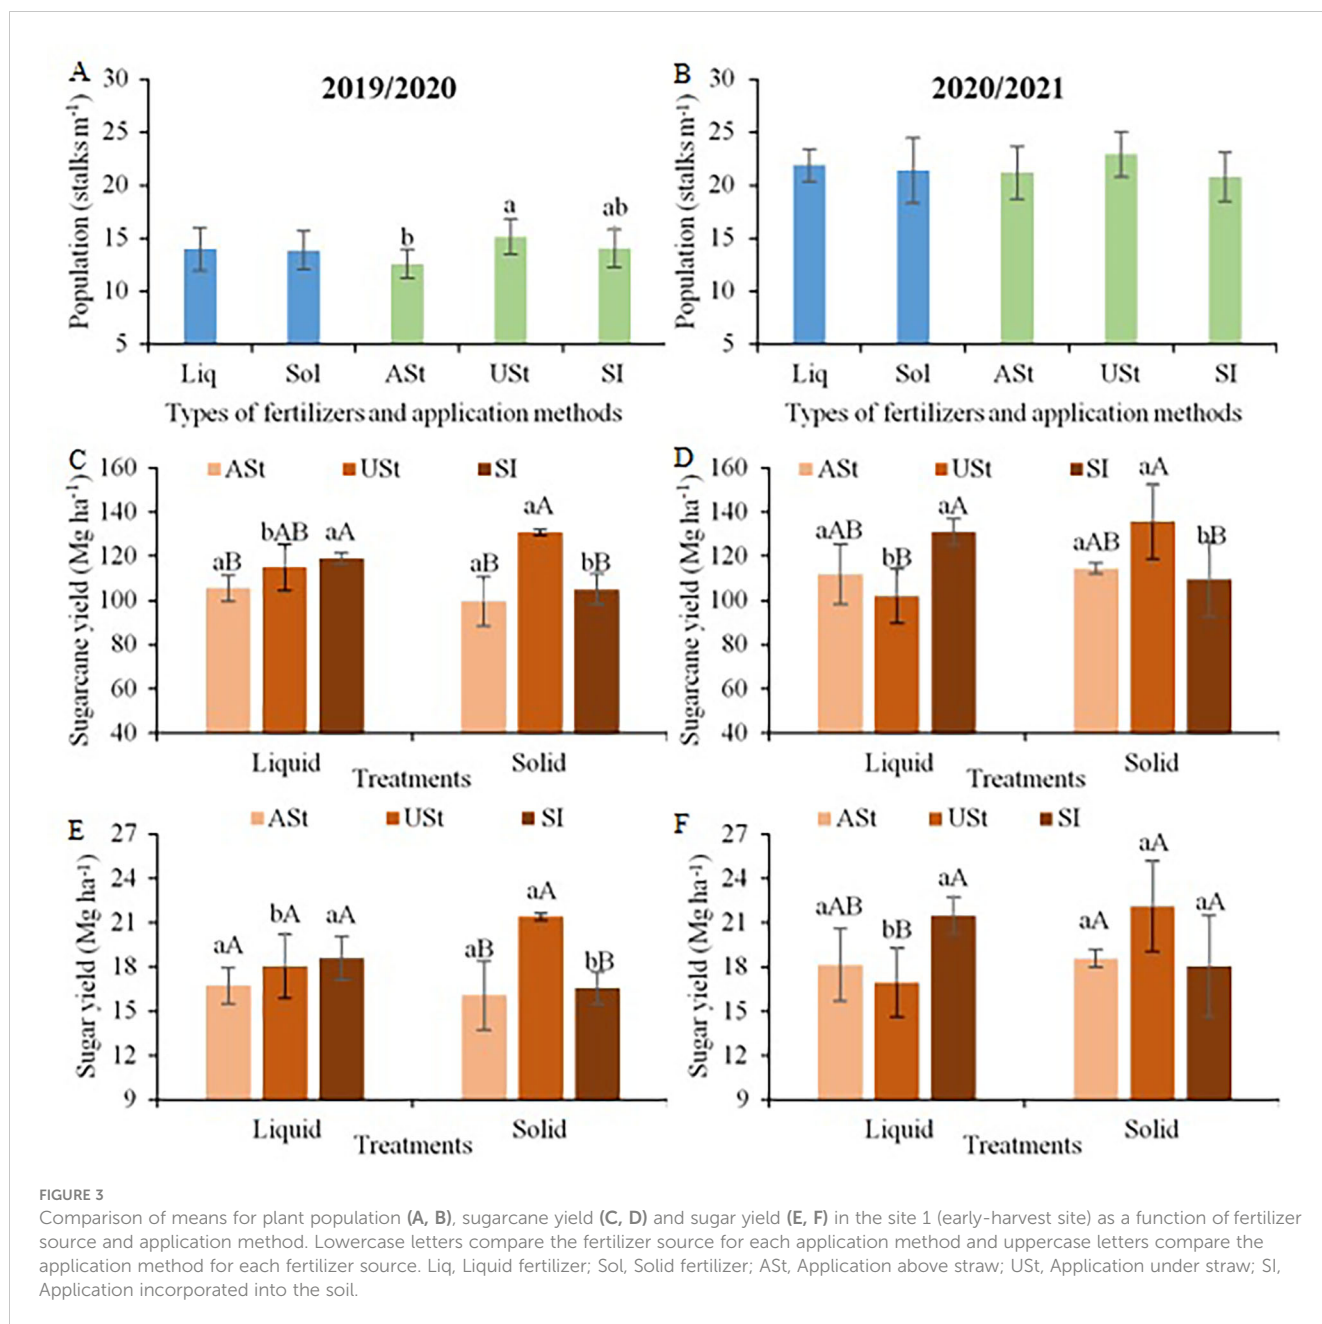 A
2019/2020
Population (stalks m-1)
30
25
20
15
10
5
b
a
ab
Liq Sol ASt USt SI
Types of fertilizers and application methods
B
2020/2021
Population (stalks m-1)
30
25
20
15
10
5
Liq Sol ASt USt SI
Types of fertilizers and application methods
C
ASt USt SI
Sugarcane yield (Mg ha-1)
160
140
120
100
80
60
40
aB bAB aA aB aA bB
Liquid Solid
Treatments
D
ASt USt SI
Sugarcane yield (Mg ha-1)
160
140
120
100
80
60
40
aAB bB aA aAB aA bB
Liquid Solid
Treatments
E
ASt USt SI
Sugar yield (Mg ha-1)
27
24
21
18
15
12
9
aA bA aA aB aA bB
Liquid Solid
Treatments
F
ASt USt SI
Sugar yield (Mg ha-1)
27
24
21
18
15
12
9
aAB bB aA aA aA aA
Liquid Solid
Treatments
FIGURE 3
Comparison of means for plant population (A, B), sugarcane yield (C, D) and sugar yield (E, F) in the site 1 (early-harvest site) as a function of fertilizer
source and application method. Lowercase letters compare the fertilizer source for each application method and uppercase letters compare the
application method for each fertilizer source. Liq, Liquid fertilizer; Sol, Solid fertilizer; ASt, Application above straw; USt, Application under straw; SI,
Application incorporated into the soil.